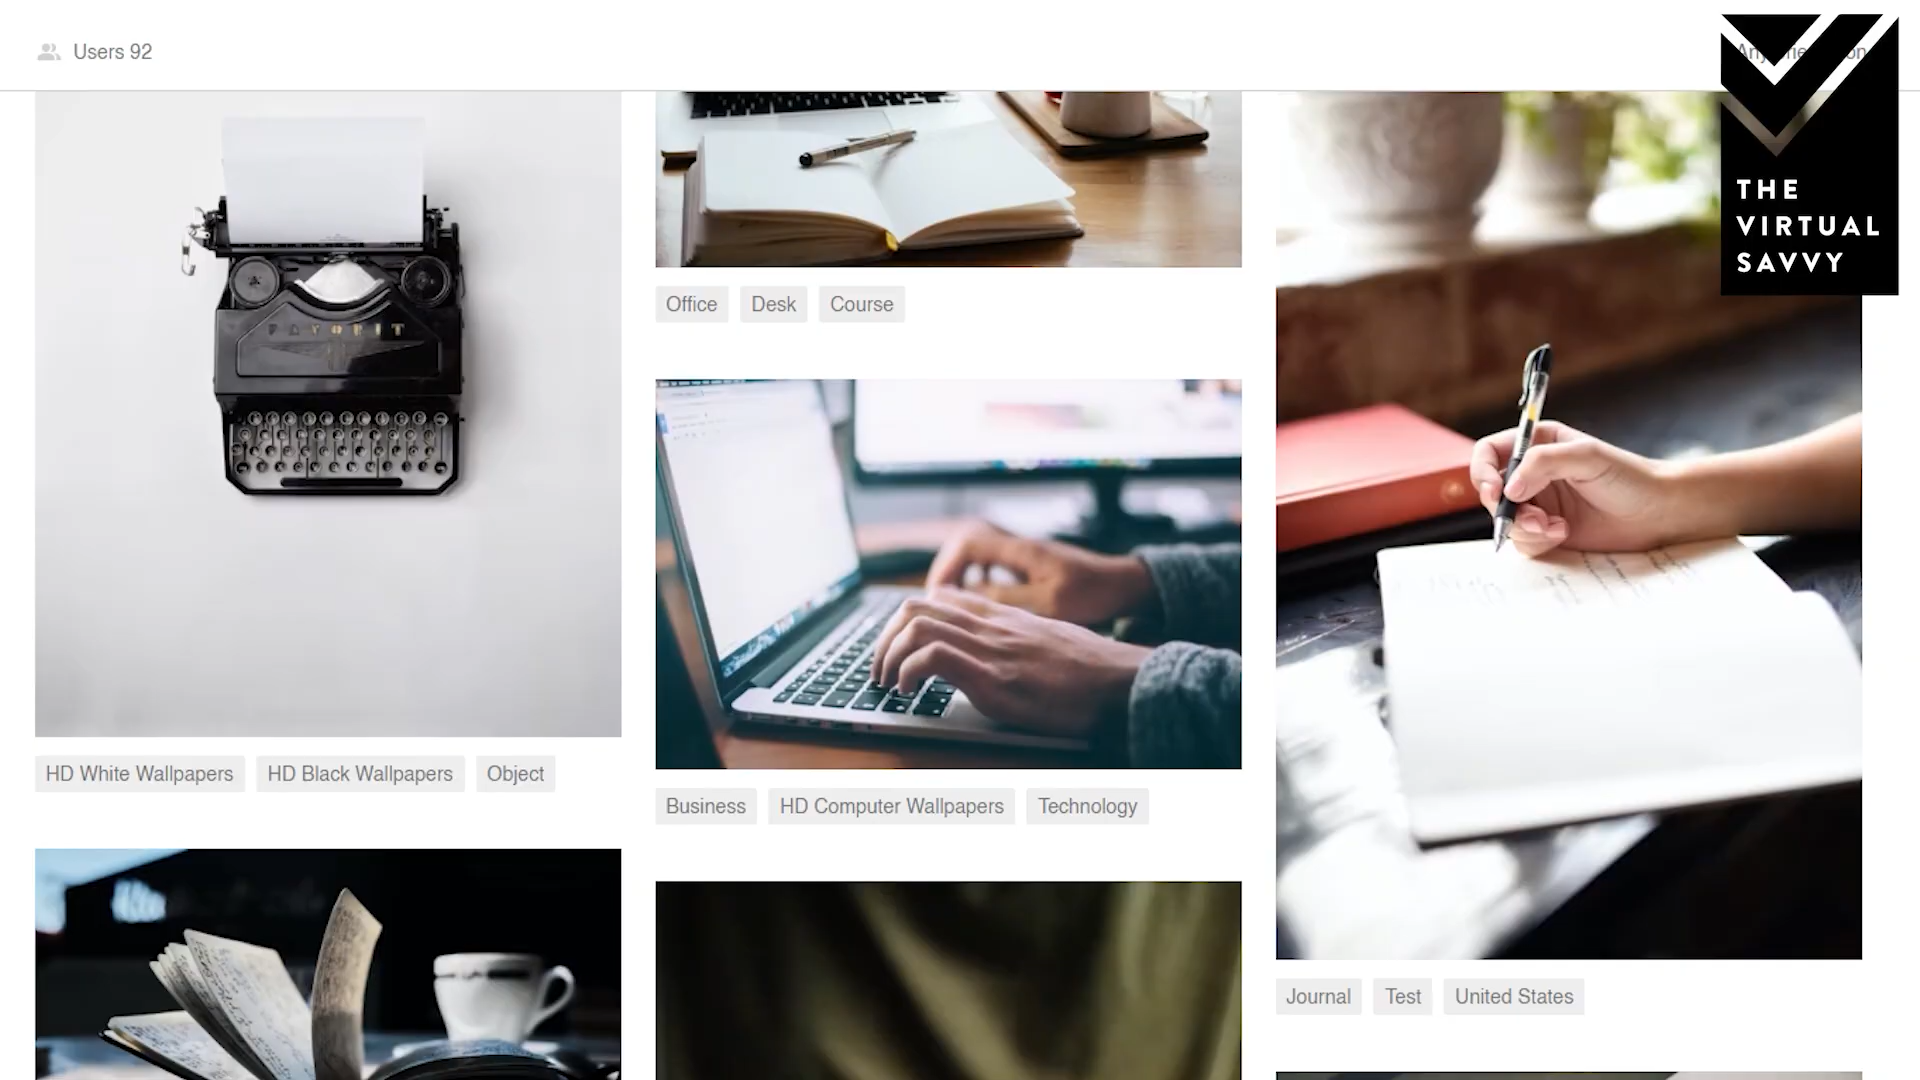 Users 92
THE
VIRTUAL
SAVVY
FAVORIT
Office Desk Course
HD White Wallpapers HD Black Wallpapers Object
Business HD Computer Wallpapers Technology
Journal Test United States